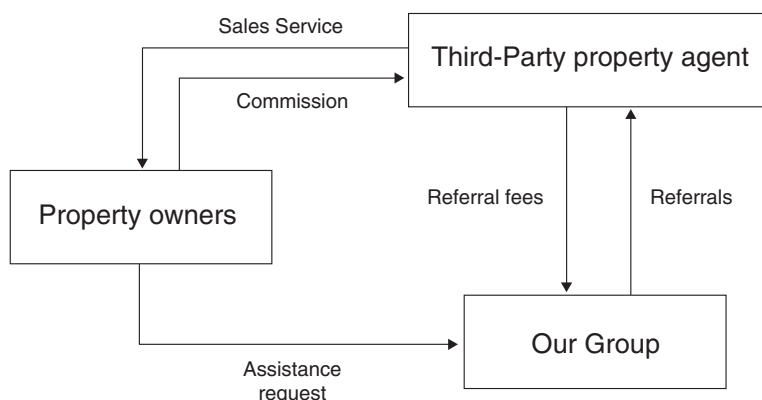 Sales Service
Third-Party property agent
Commission
Property owners
Referral fees
Referrals
Our Group
Assistance
request